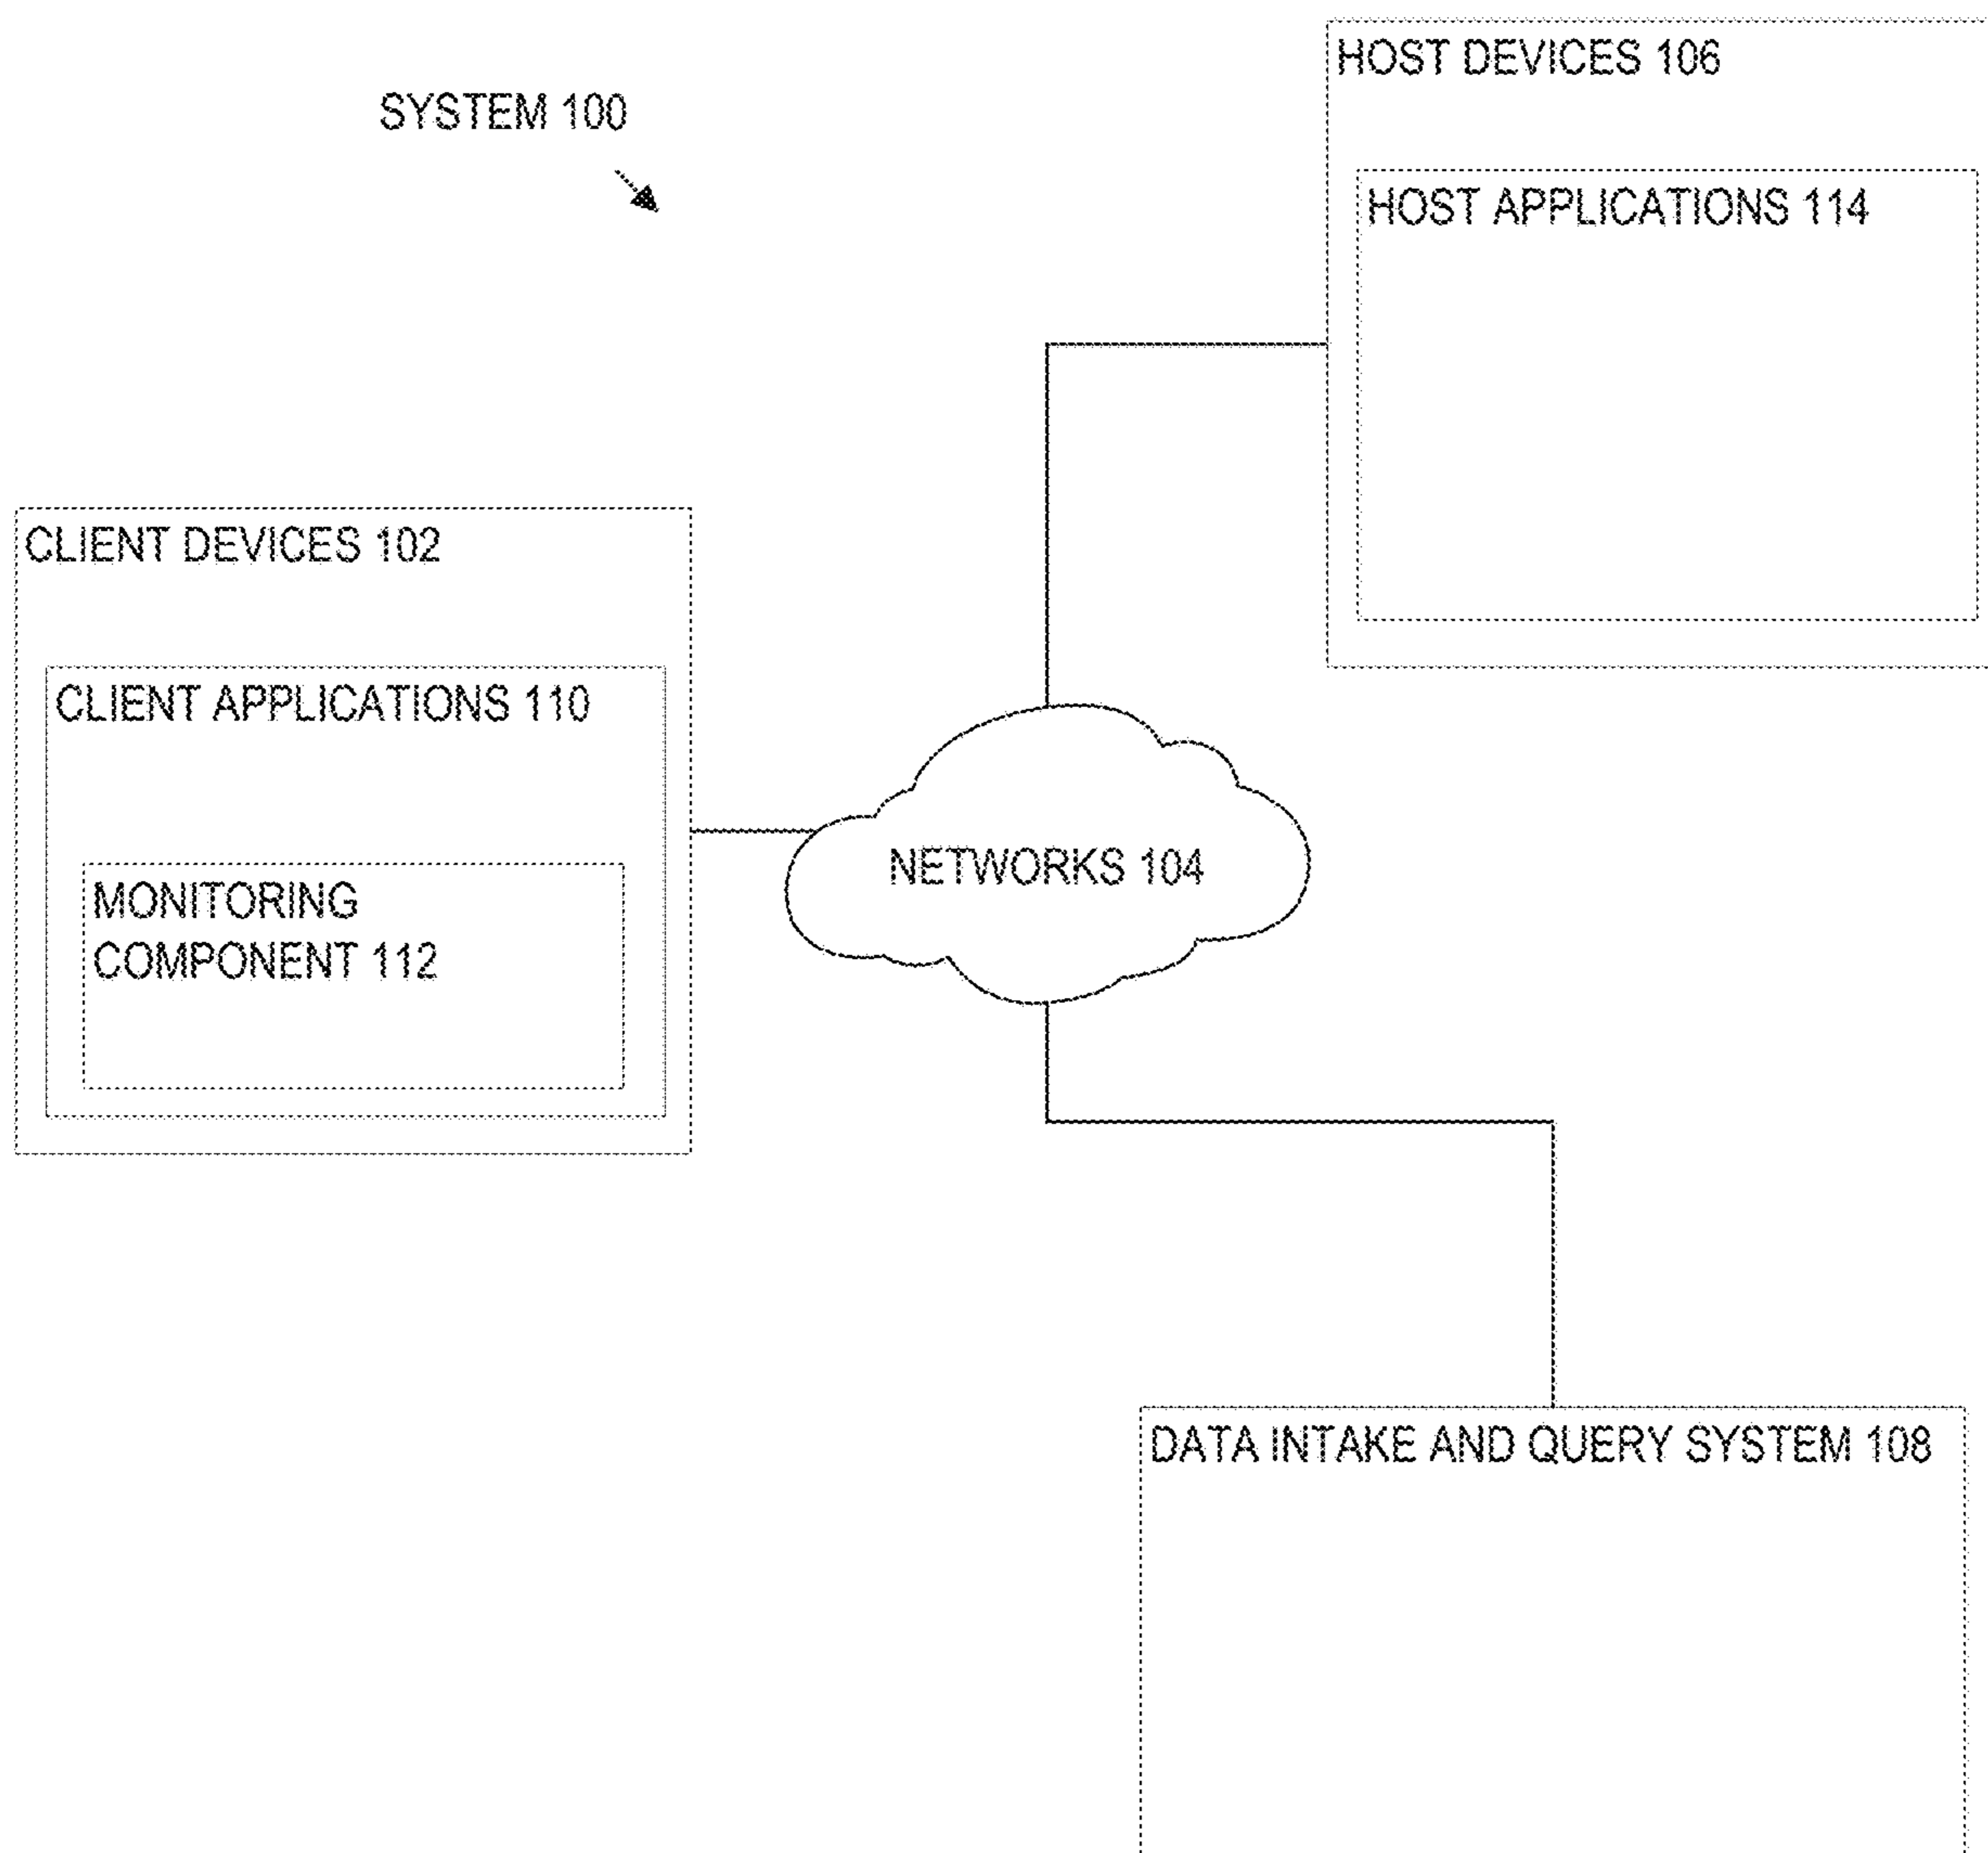 HOST DEVICES 106
SYSTEM 100
HOST APPLICATIONS 114
CLIENT DEVICES 102
CLIENT APPLICATIONS 110
NETWORKS 104
MONITORING
COMPONENT 112
DATA INTAKE AND QUERY SYSTEM 108